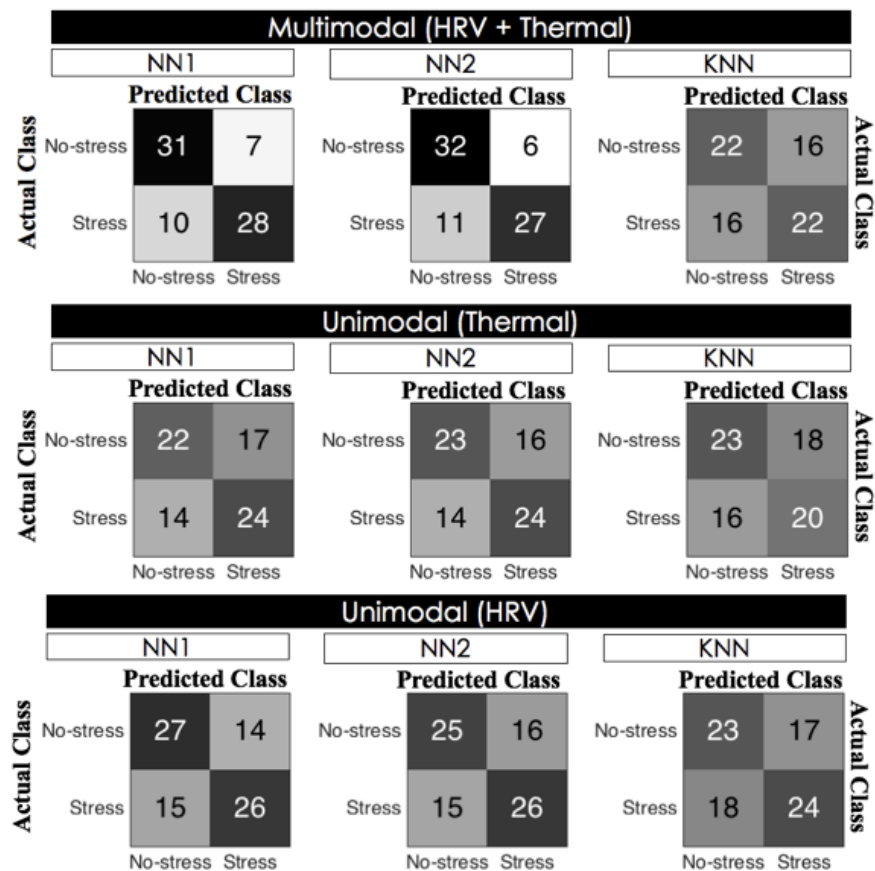 Multimodal (HRV + Thermal)
NN1 NN2 KNN
Predicted Class Predicted Class Predicted Class
Actual Class
No-stress 31 7 No-stress 32 6 No-stress 22 16
Stress 10 28 Stress 11 27 Stress 16 22
Actual Class
No-stress Stress No-stress Stress No-stress Stress
Unimodal (Thermal)
NN1 NN2 KNN
Predicted Class Predicted Class Predicted Class
Actual Class
No-stress 22 17 No-stress 23 16 No-stress 23 18
Stress 14 24 Stress 14 24 Stress 16 20
Actual Class
No-stress Stress No-stress Stress No-stress Stress
Unimodal (HRV)
NN1 NN2 KNN
Predicted Class Predicted Class Predicted Class
Actual Class
No-stress 27 14 No-stress 25 16 No-stress 23 17
Stress 15 26 Stress 15 26 Stress 18 24
Actual Class
No-stress Stress No-stress Stress No-stress Stress